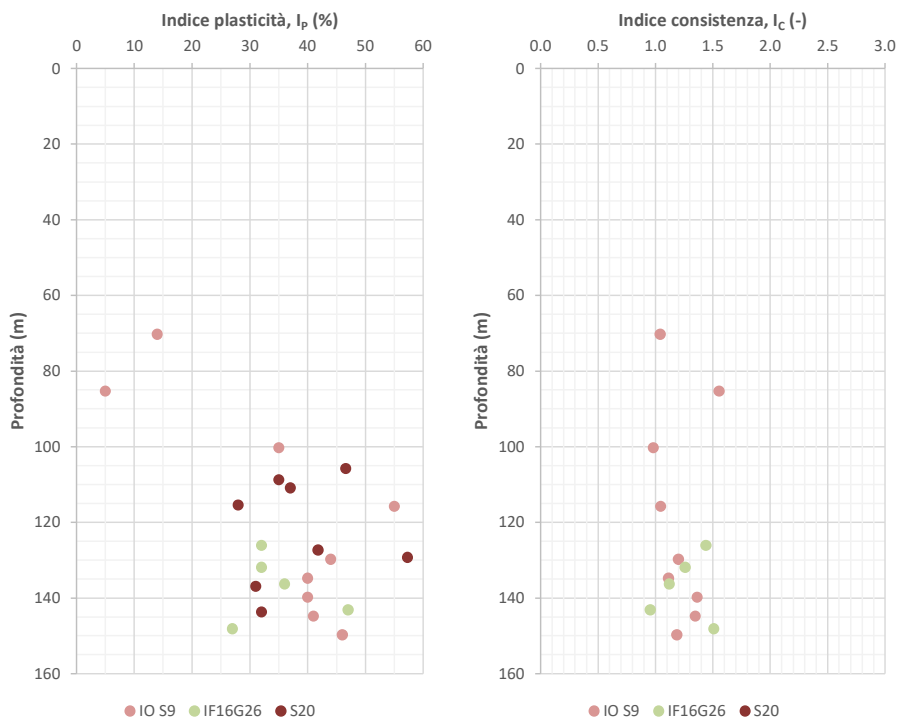 Indice plasticità, I_P (%)
0 10 20 30 40 50 60
0
20
40
60
80
100
120
140
160
Profondità (m)
IO S9 IF16G26 S20
Indice consistenza, I_C (-)
0.0 0.5 1.0 1.5 2.0 2.5 3.0
0
20
40
60
80
100
120
140
160
Profondità (m)
IO S9 IF16G26 S20